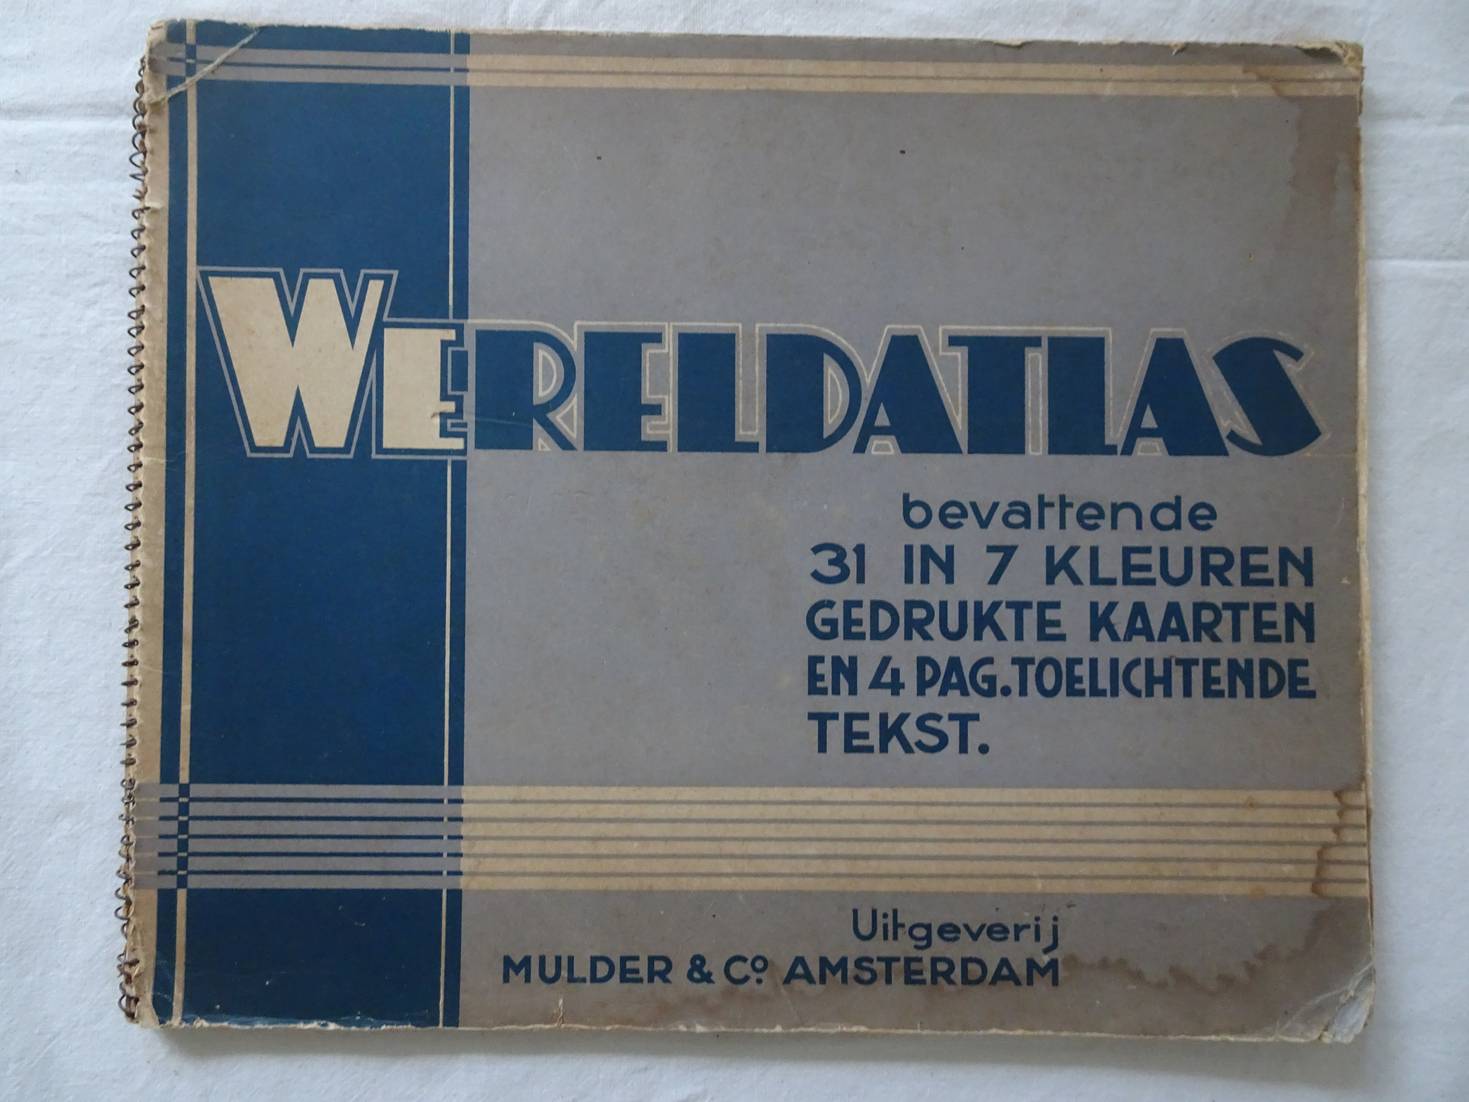 WERELDATLAS
bevattende
31 IN 7 KLEUREN
GEDRUKTE KAARTEN
EN 4 PAG. TOELICHTENDE
TEKST.
Uitgeverij
MULDER & Cº AMSTERDAM